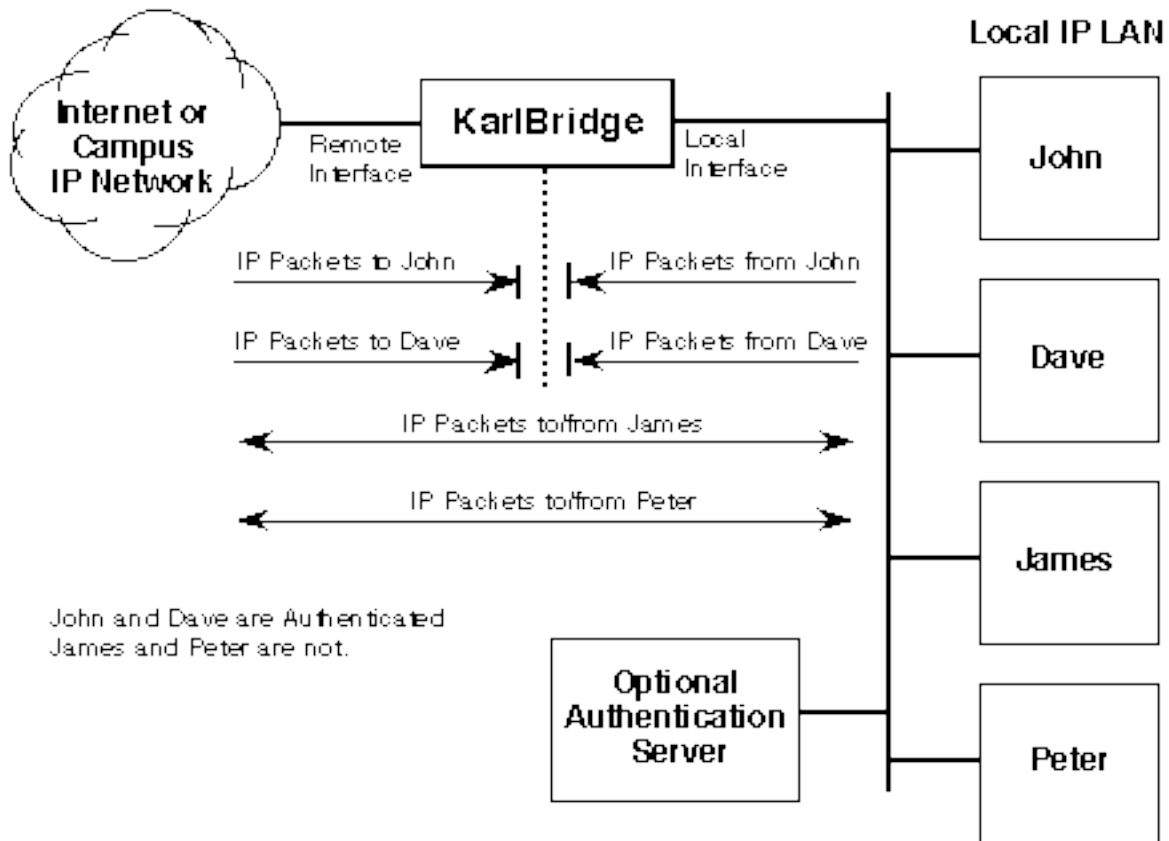 Local IP LAN
Internet or
Campus
IP Network
Remote
Interface
KarlBridge
Local
Interface
John
IP Packets to John
IP Packets from John
Dave
IP Packets to Dave
IP Packets from Dave
IP Packets to/from James
IP Packets to/from Peter
James
John and Dave are Authenticated
James and Peter are not.
Optional
Authentication
Server
Peter